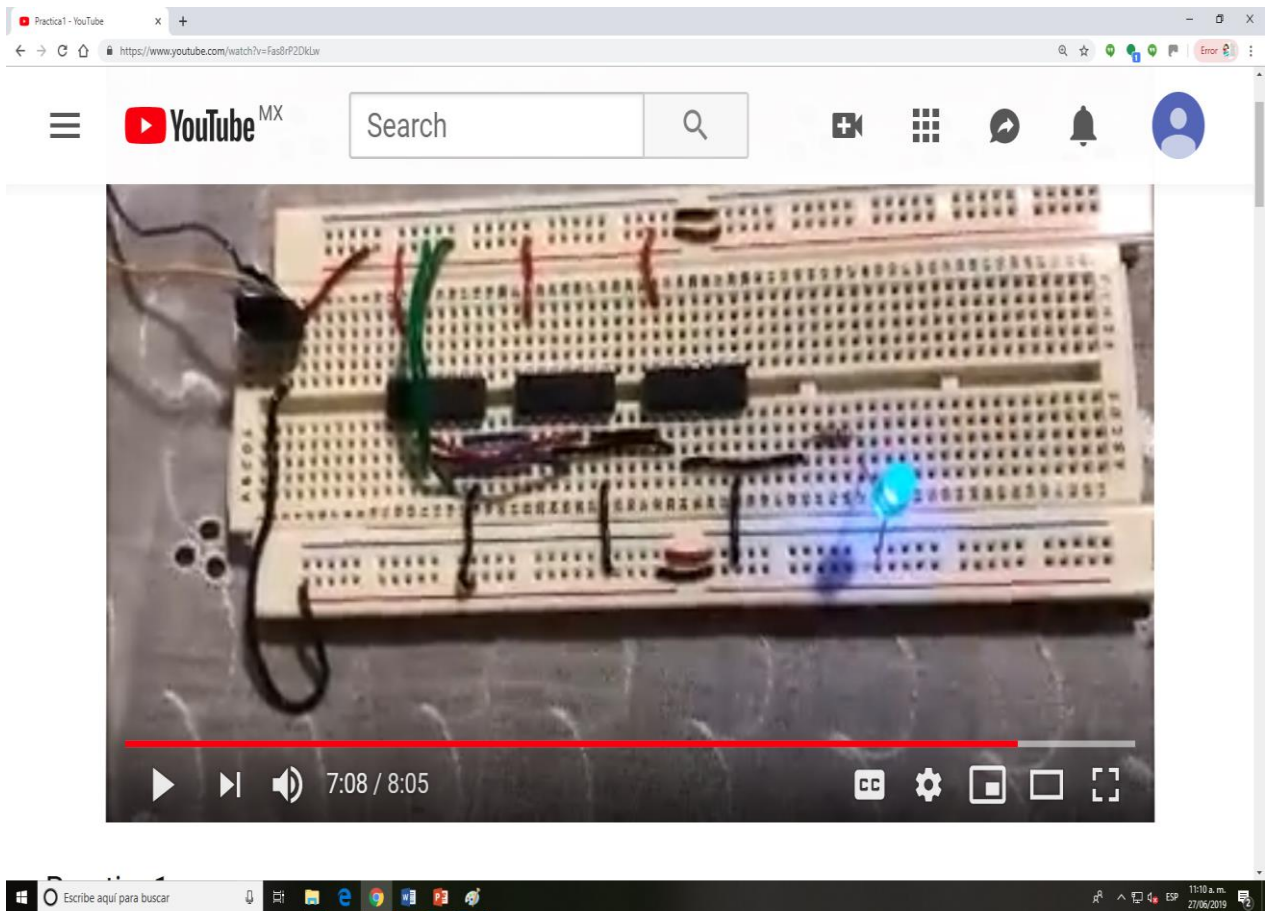 Practica1 - YouTube
https://www.youtube.com/watch?v=Fas8rP2DkLw
Error
YouTube MX
Search
7:08 / 8:05
CC
Escribe aquí para buscar
ESP
11:10 a. m.
27/06/2019